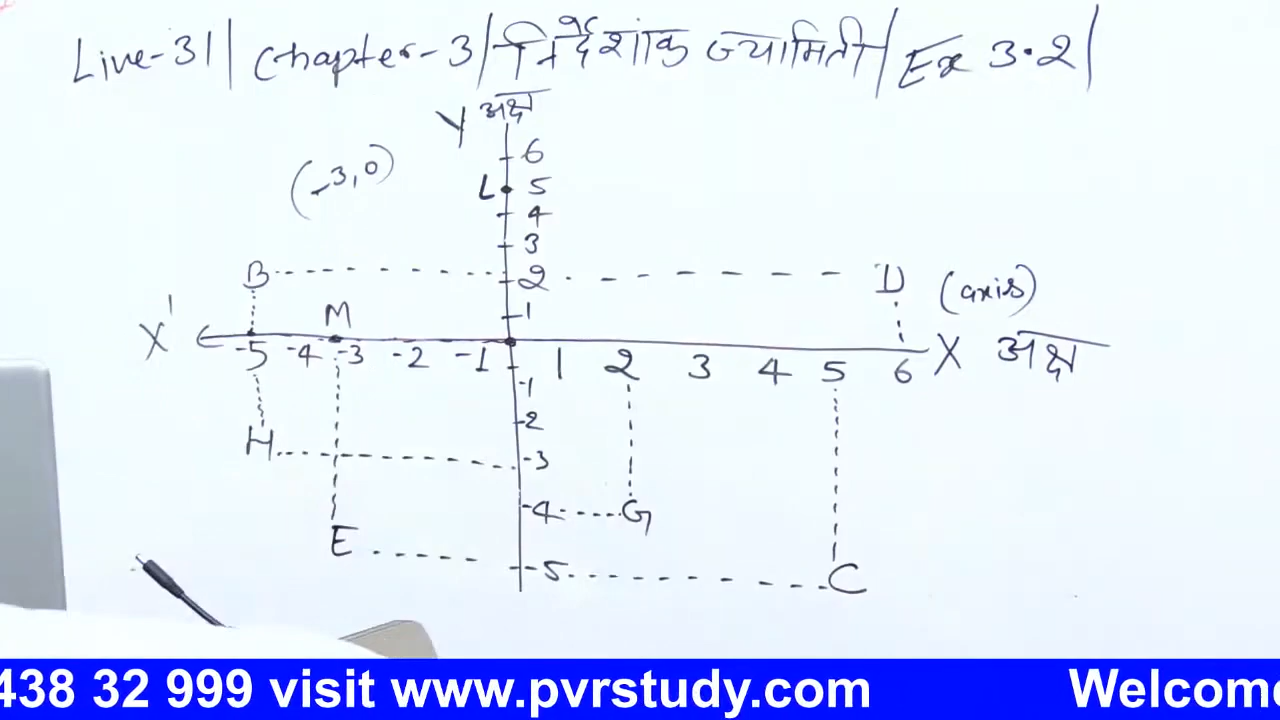 Live-31| Chapter-3| निर्देशांक ज्यामिती| Ex 3.2|
Y अक्ष
6
(-3,0)
L 5
4
3
B 2 D (axis)
M 1
X' -5 -4 -3 -2 -1 1 2 3 4 5 6 X अक्ष
-1
-2
H -3
-4 G
E -5 C
438 32 999 visit www.pvrstudy.com Welcome